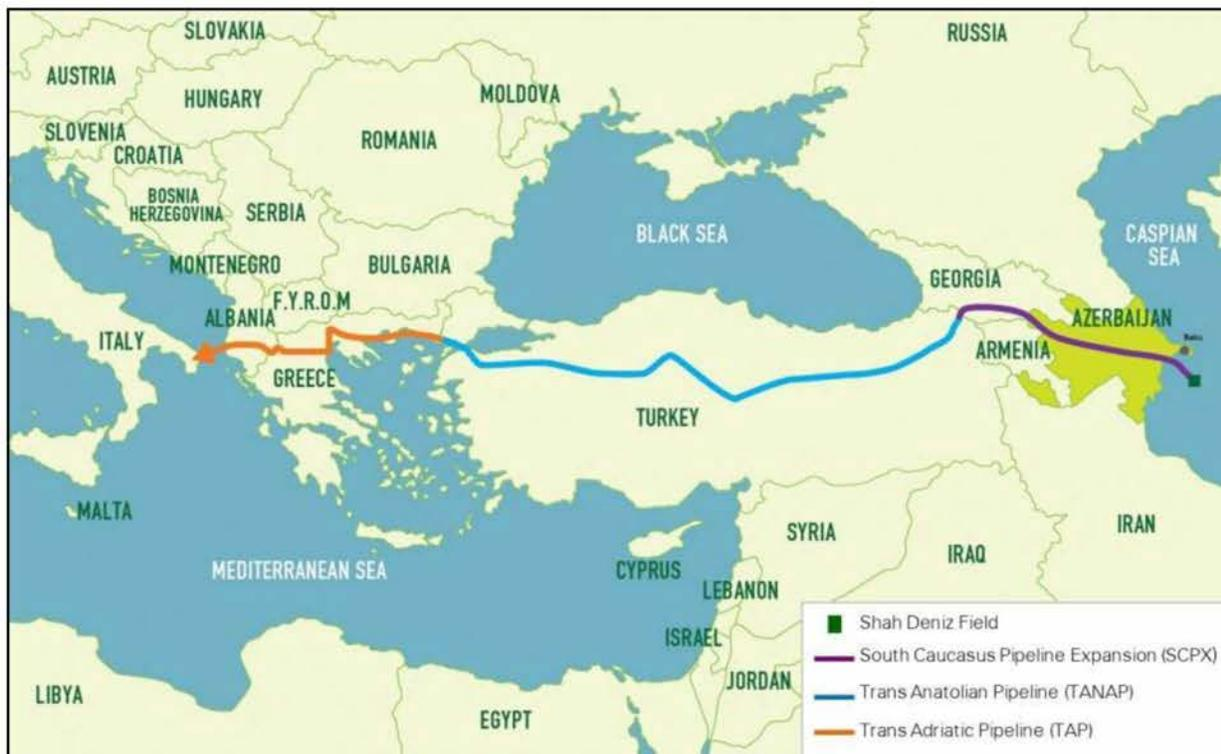 SLOVAKIA
RUSSIA
AUSTRIA
HUNGARY
MOLDOVA
SLOVENIA
ROMANIA
CROATIA
BOSNIA
HERZEGOVINA
SERBIA
BLACK SEA
CASPIAN
SEA
MONTENEGRO
BULGARIA
GEORGIA
F.Y.R.O.M
ALBANIA
AZERBAIJAN
ITALY
Baku
ARMENIA
GREECE
TURKEY
MALTA
SYRIA
IRAN
IRAQ
MEDITERRANEAN SEA
CYPRUS
LEBANON
ISRAEL
JORDAN
LIBYA
EGYPT
Shah Deniz Field
South Caucasus Pipeline Expansion (SCPX)
Trans Anatolian Pipeline (TANAP)
Trans Adriatic Pipeline (TAP)